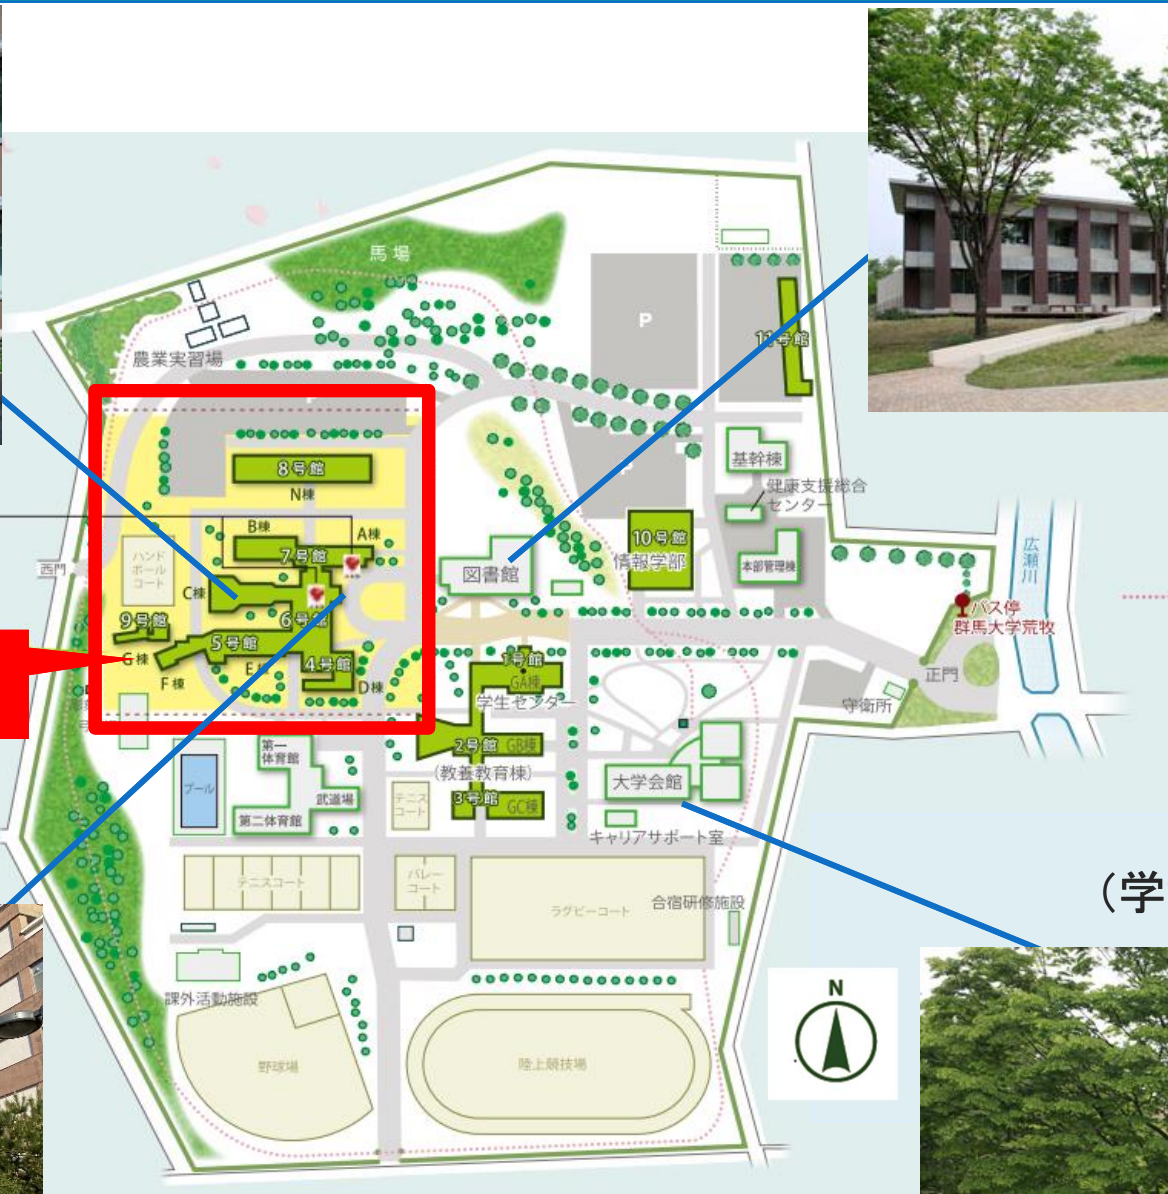 馬場
P
11号館
農業実習場
基幹棟
健康支援総合
センター
8号館
N棟
B棟
A棟
ハンド
ボール
コート
7号館
10号館
情報学部
本部管理棟
広瀬川
西門
図書館
C棟
9号館
6号館
5号館
バス停
群馬大学荒牧
G棟
F棟
E棟
4号館
D棟
1号館
GA棟
学生センター
正門
守衛所
第一
体育館
2号館
GB棟
(教養教育棟)
大学会館
プール
武道場
テニス
コート
3号館
GC棟
第二体育館
キャリアサポート室
テニスコート
バレー
コート
ラグビーコート
合宿研修施設
(学
課外活動施設
N
野球場
陸上競技場